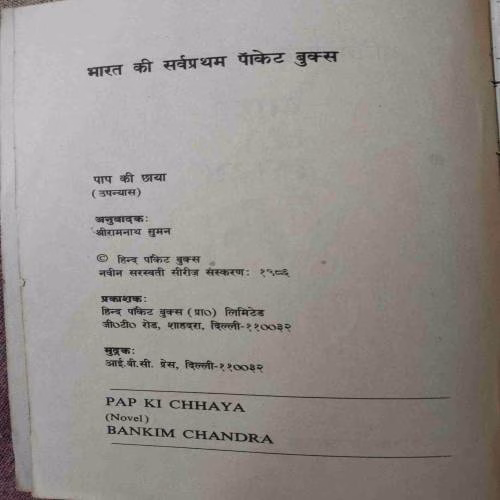 भारत की सर्वप्रथम पॉकेट बुक्स
पाप की छाया
(उपन्यास)
अनुवादक:
श्रीरामनाथ सुमन
© हिन्द पॉकेट बुक्स
नवीन सरस्वती सीरीज संस्करण: १९८६
प्रकाशक:
हिन्द पॉकेट बुक्स (प्रा०) लिमिटेड
जी०टी० रोड, शाहदरा, दिल्ली-११००३२
मुद्रक:
आई.बी.सी. प्रेस, दिल्ली-११००३२
PAP KI CHHAYA
(Novel)
BANKIM CHANDRA